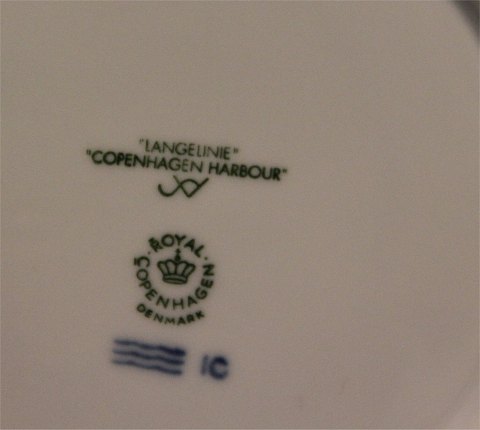 "LANGELINIE"
"COPENHAGEN HARBOUR"
ROYAL
COPENHAGEN
DENMARK
IC